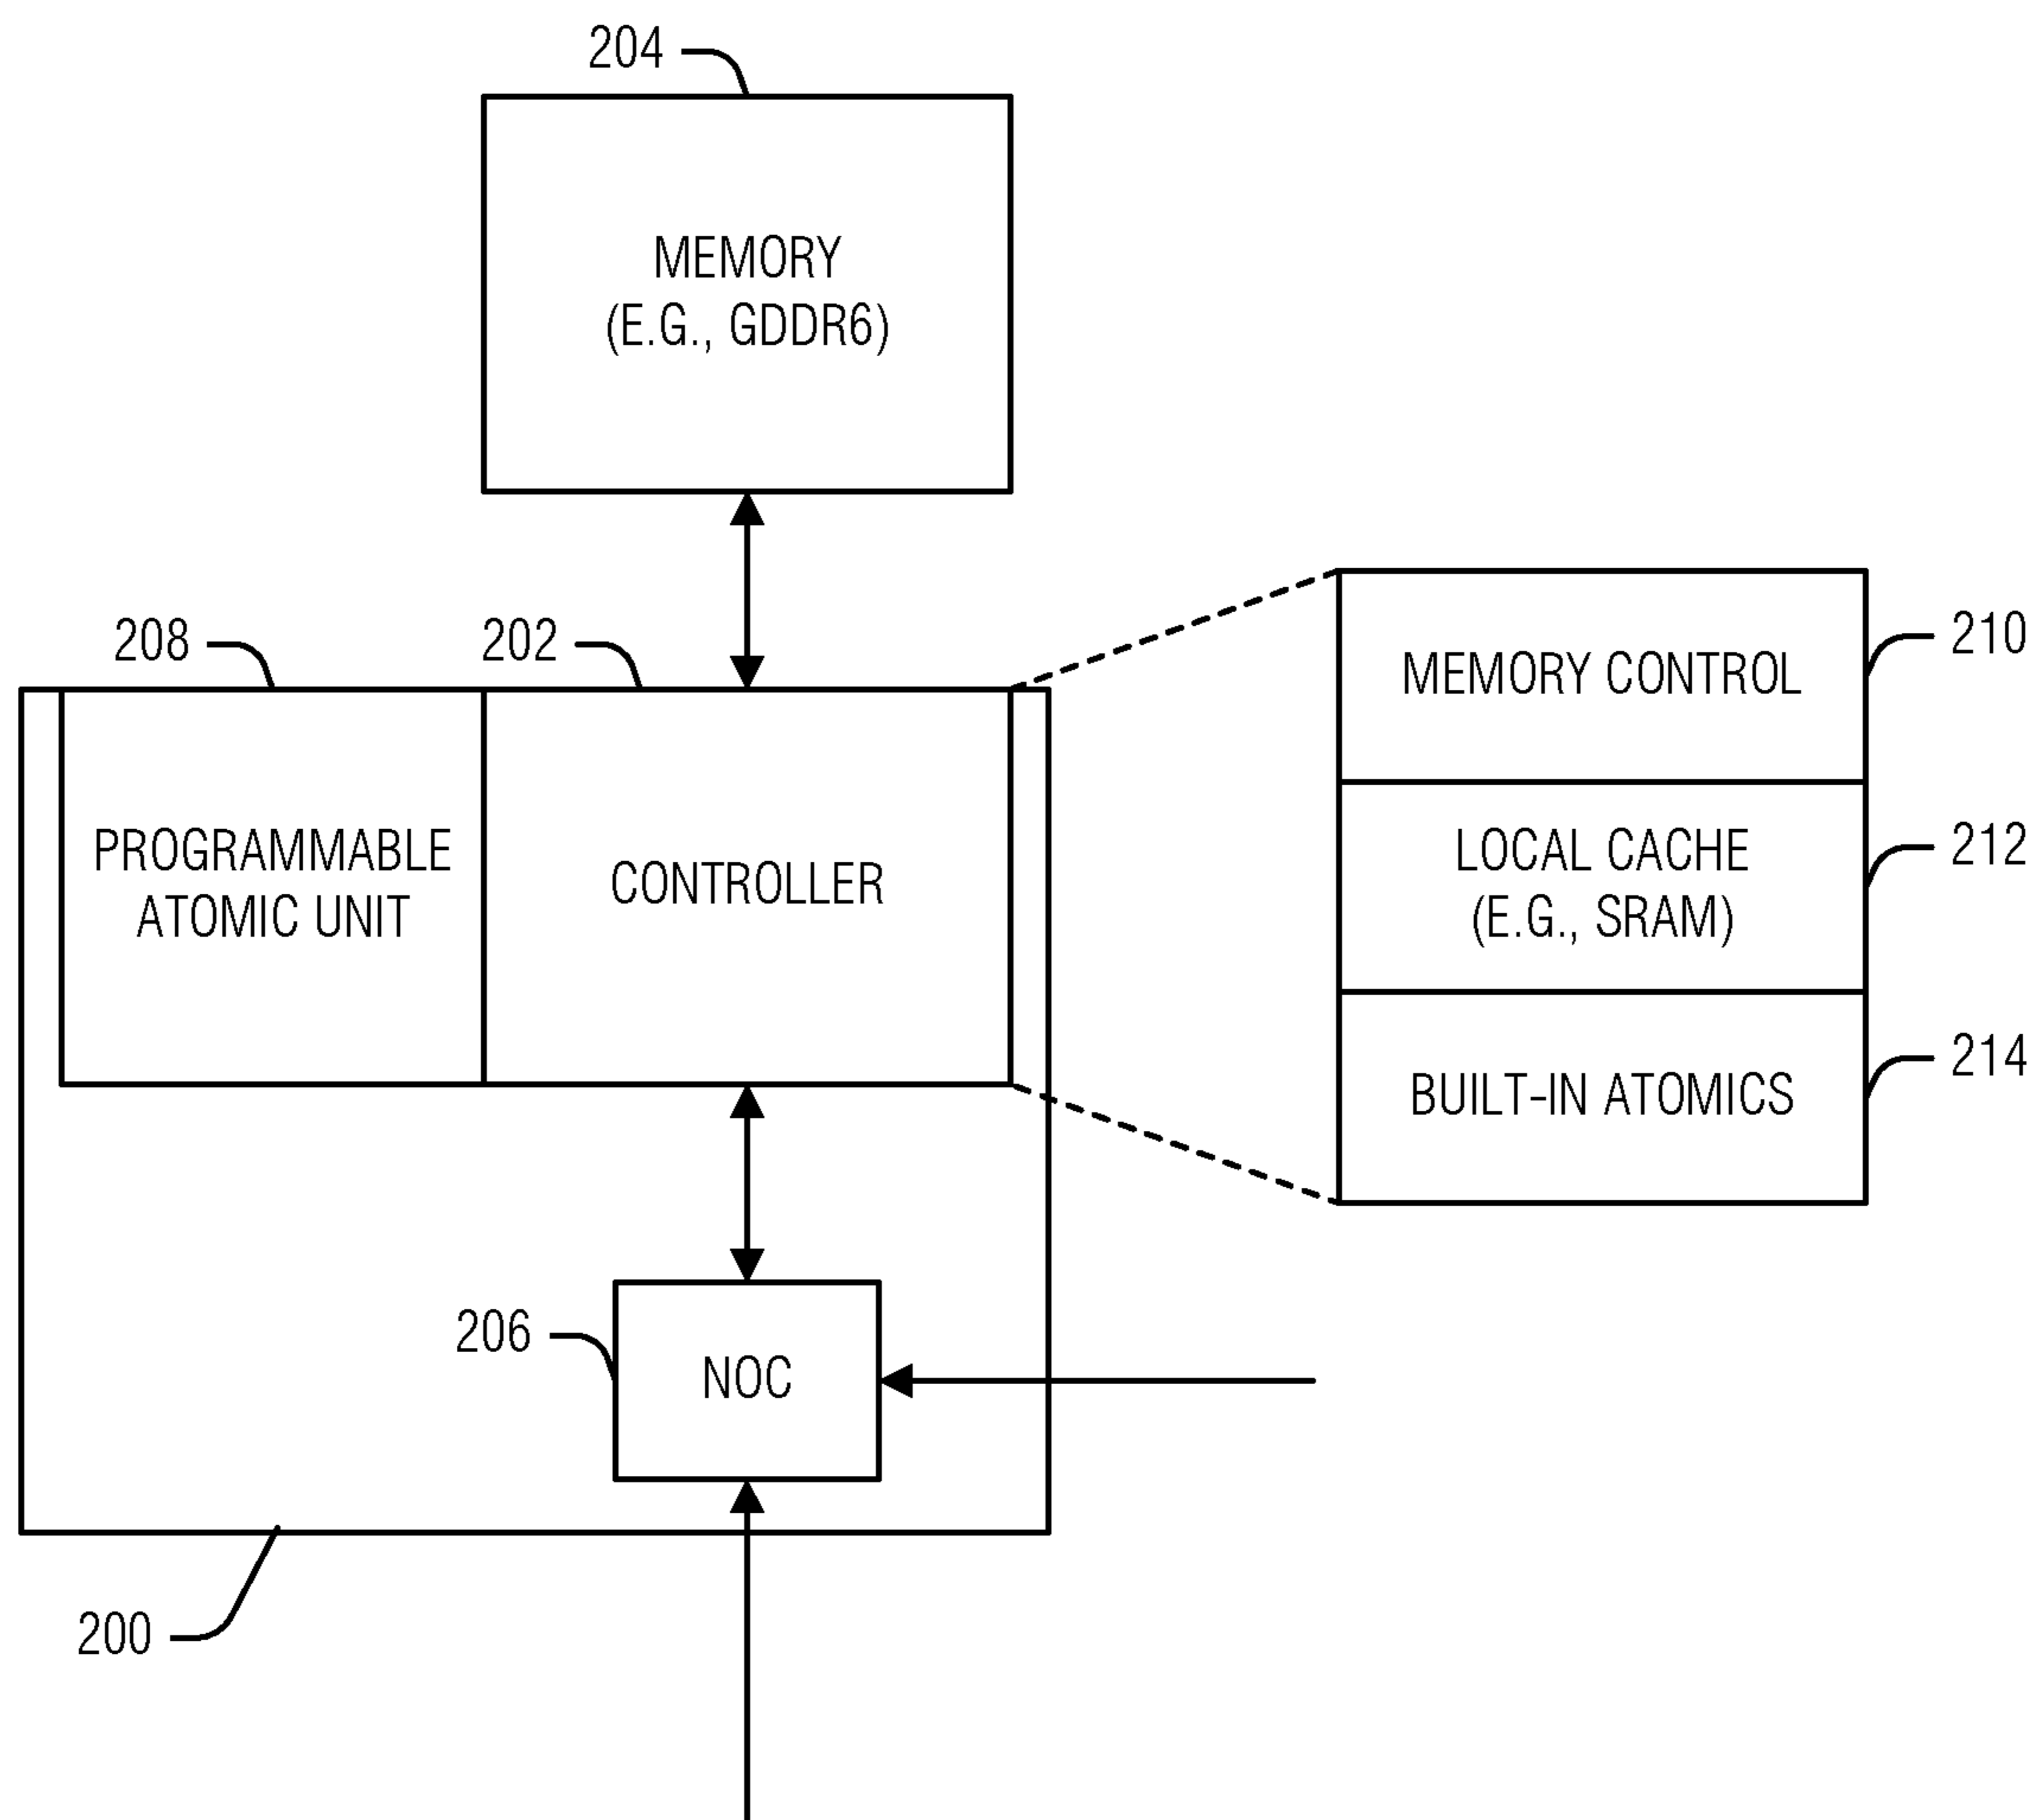 204
MEMORY
(E.G., GDDR6)
208
202
210
MEMORY CONTROL
PROGRAMMABLE
ATOMIC UNIT
CONTROLLER
212
LOCAL CACHE
(E.G., SRAM)
214
BUILT-IN ATOMICS
206
NOC
200